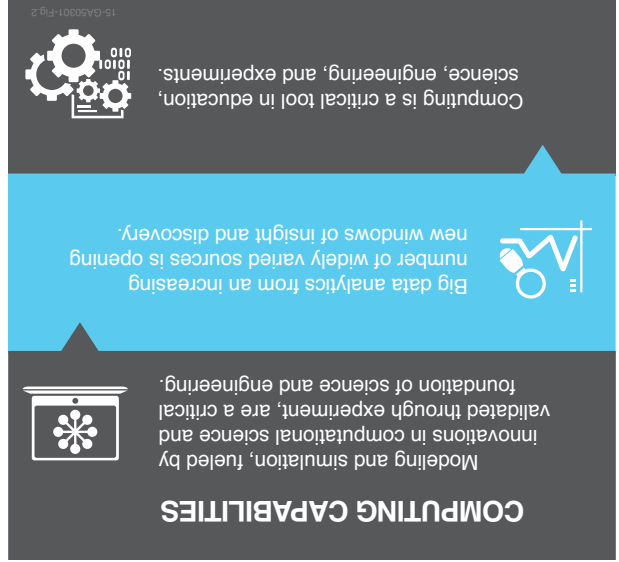 COMPUTING CAPABILITIES
Modeling and simulation, fueled by
innovations in computational science and
validated through experiment, are a critical
foundation of science and engineering.
Big data analytics from an increasing
number of widely varied sources is opening
new windows of insight and discovery.
Computing is a critical tool in education,
science, engineering, and experiments.
010
10101
01
15-GA50301-Fig.2